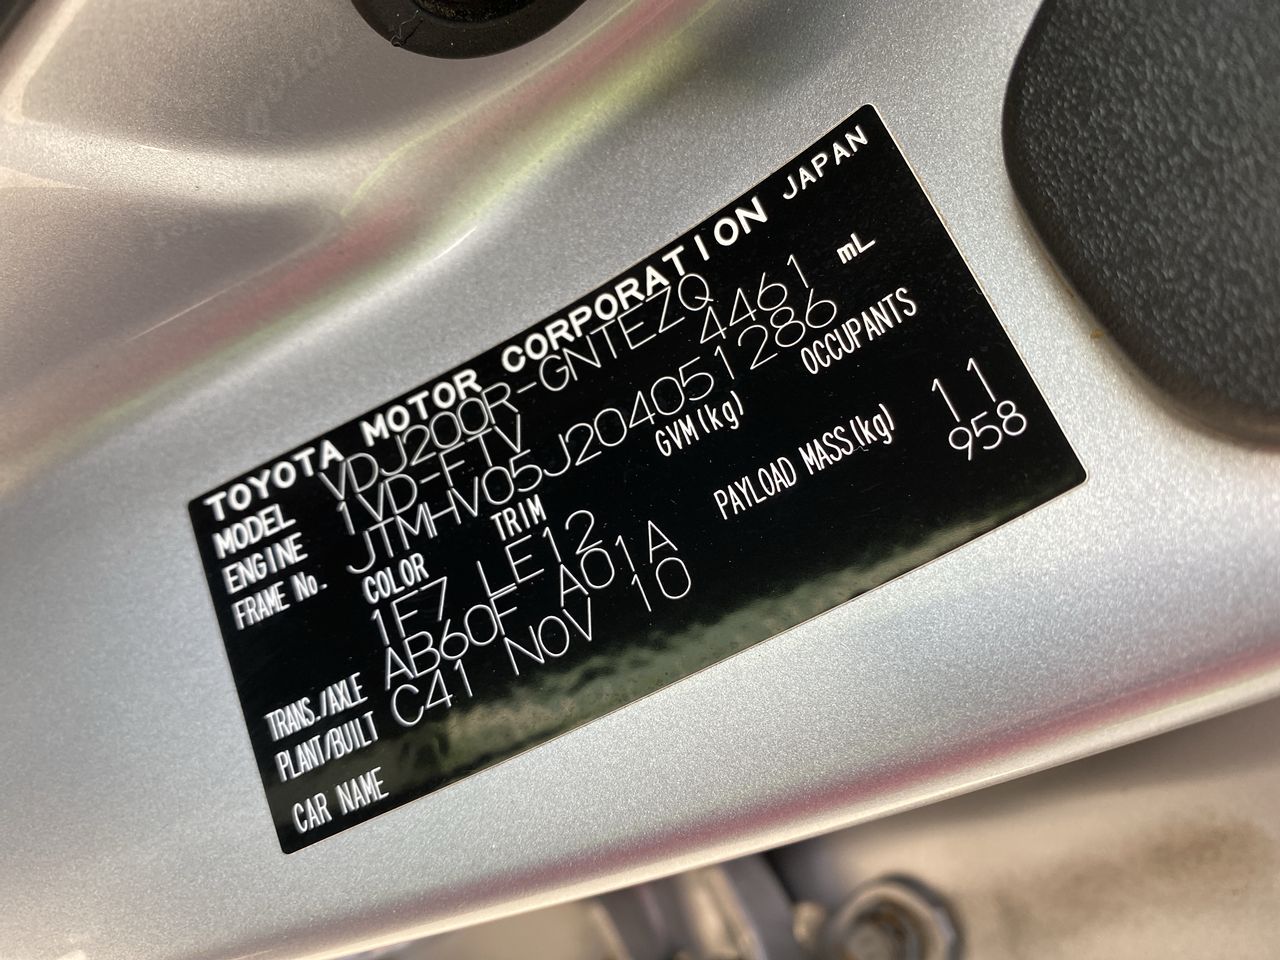 TOYOTA MOTOR CORPORATION JAPAN
MODEL VDJ200R-GNTEZQ
ENGINE 1VD-FTV 4461 mL
FRAME No. JTMHV05J204051286
COLOR TRIM GVM(kg) OCCUPANTS
1F7 LE12 11
TRANS./AXLE AB60F A01A PAYLOAD MASS(kg) 958
PLANT/BUILT C41 NOV 10
CAR NAME